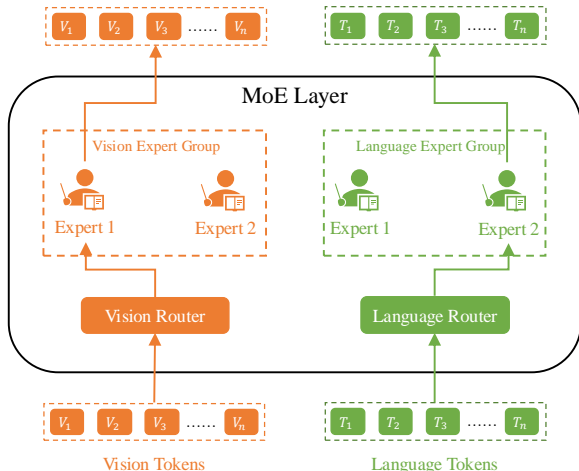 V1 V2 V3 ...... Vn T1 T2 T3 ...... Tn
MoE Layer
Vision Expert Group Language Expert Group
Expert 1 Expert 2 Expert 1 Expert 2
Vision Router Language Router
V1 V2 V3 ...... Vn T1 T2 T3 ...... Tn
Vision Tokens Language Tokens